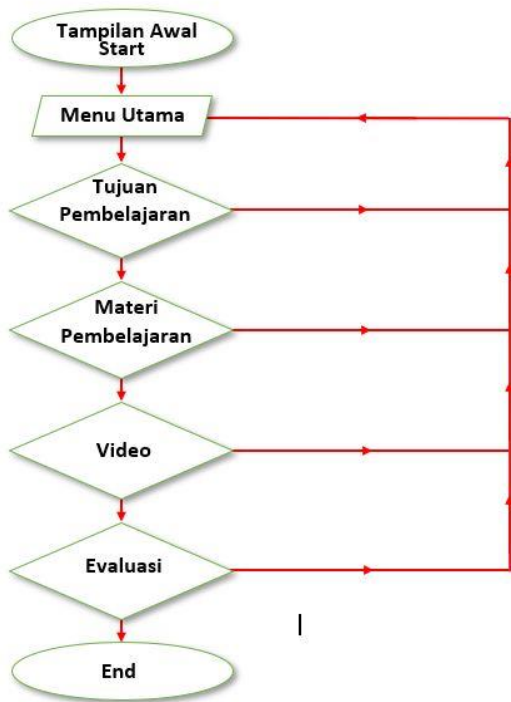 Tampilan Awal
Start
Menu Utama
Tujuan
Pembelajaran
Materi
Pembelajaran
Video
Evaluasi
End